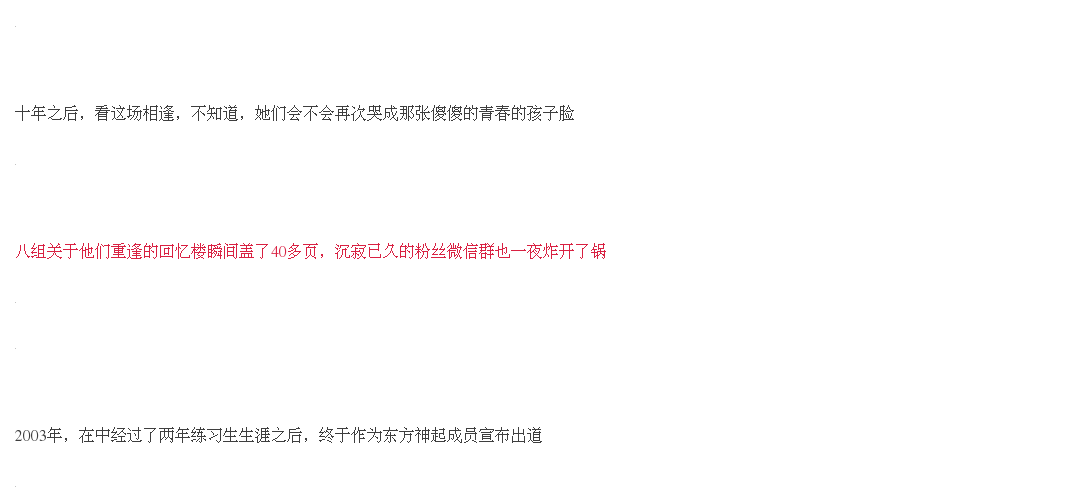 十年之后，看这场相逢，不知道，她们会不会再次哭成那张傻傻的青春的孩子脸
八组关于他们重逢的回忆楼瞬间盖了40多页，沉寂已久的粉丝微信群也一夜炸开了锅
2003年，在中经过了两年练习生生涯之后，终于作为东方神起成员宣布出道